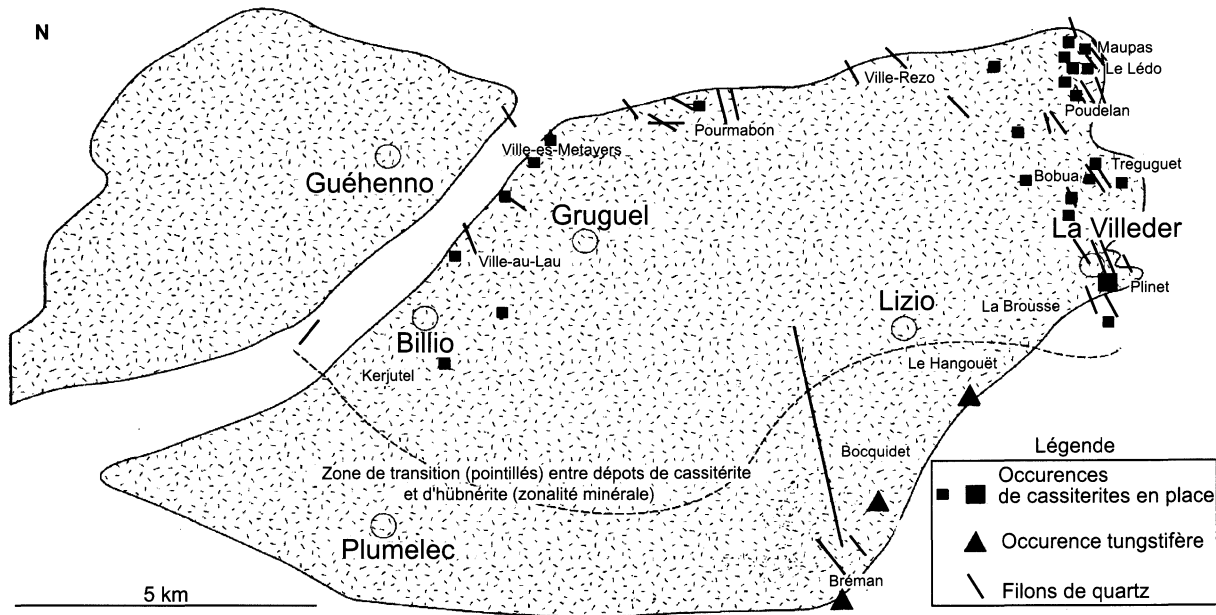 N
Maupas
Le Lédo
Ville-Rezo
Poudelan
Pourmabon
Ville-es-Metayers
Guéhenno
Treguguet
Bobua
Gruguel
La Villeder
Ville-au-Lau
Plinet
Lizio
La Brousse
Billio
Le Hangouët
Kerjutel
Légende
Bocquidet
Zone de transition (pointillés) entre dépots de cassitérite
et d'hübnérite (zonalité minérale)
Occurences
de cassiterites en place
Plumelec
Occurence tungstifère
Bréman
Filons de quartz
5 km